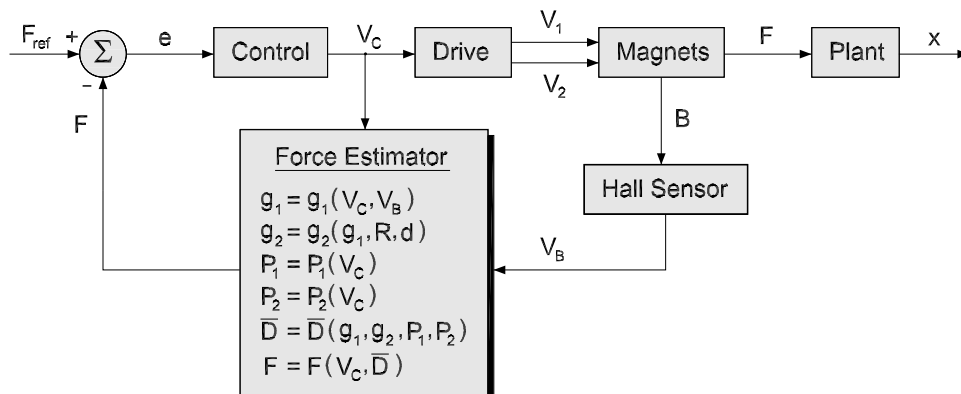 F_ref + Σ - e Control V_C Drive V_1 V_2 Magnets F Plant x
F
B
Hall Sensor
V_B
Force Estimator
g_1 = g_1(V_C, V_B)
g_2 = g_2(g_1, R, d)
P_1 = P_1(V_C)
P_2 = P_2(V_C)
D̅ = D̅(g_1, g_2, P_1, P_2)
F = F(V_C, D̅)